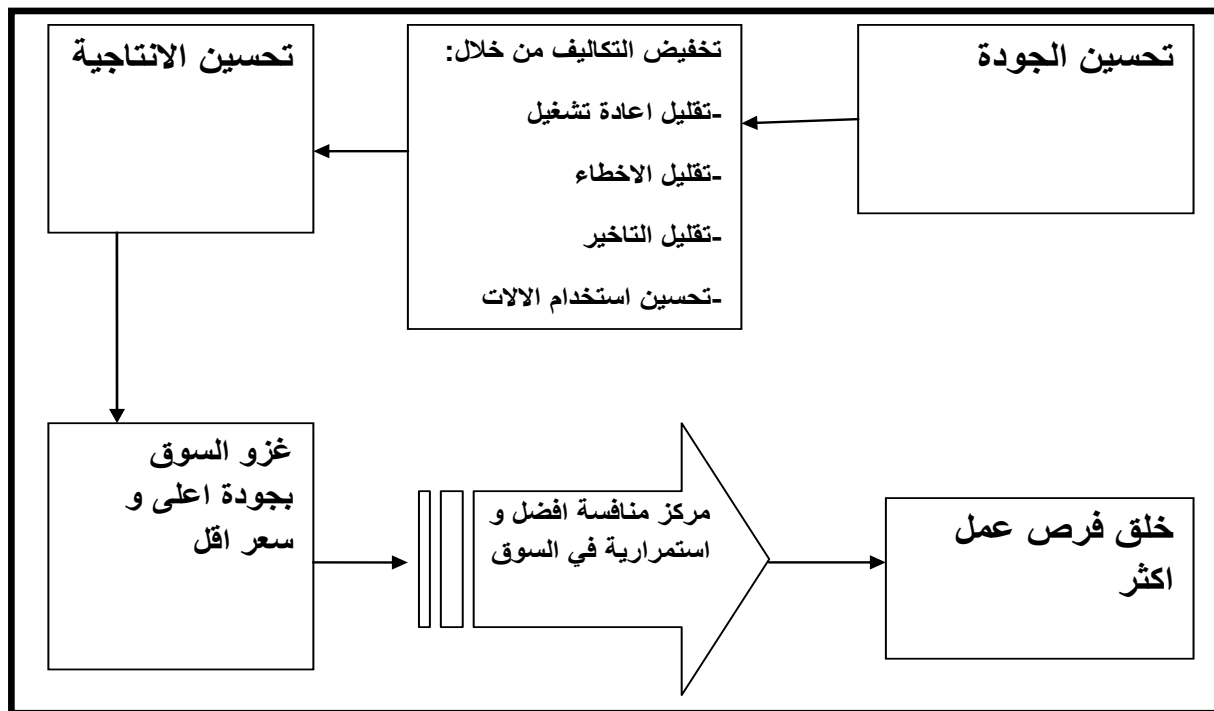 تحسين الجودة
تخفيض التكاليف من خلال:
-تقليل اعادة تشغيل
-تقليل الاخطاء
-تقليل التاخير
-تحسين استخدام الالات
تحسين الانتاجية
غزو السوق
بجودة اعلى و
سعر اقل
مركز منافسة افضل و
استمرارية في السوق
خلق فرص عمل
اكثر